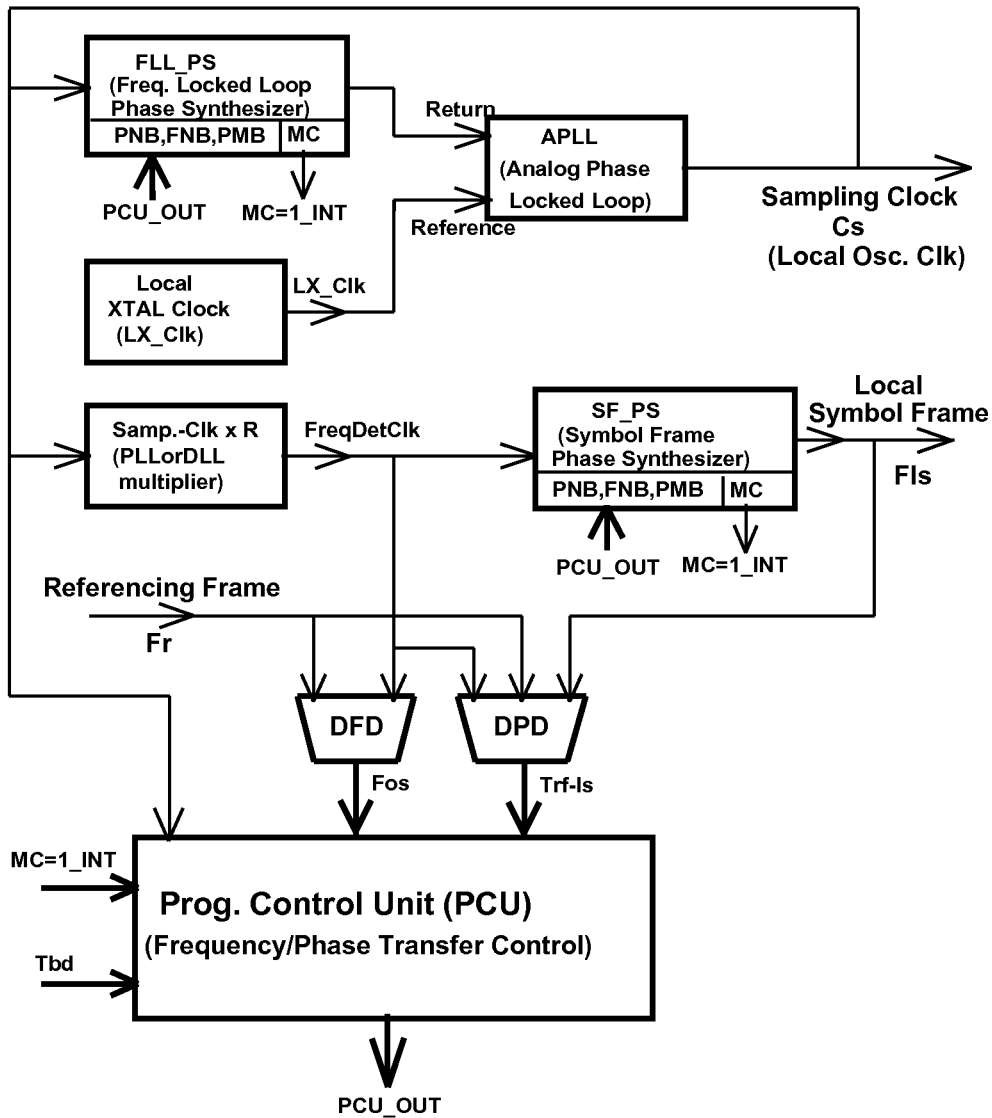 FLL_PS
(Freq. Locked Loop
Phase Synthesizer)
PNB,FNB,PMB
MC
PCU_OUT
MC=1_INT
Return
Reference
APLL
(Analog Phase
Locked Loop)
Sampling Clock
Cs
(Local Osc. Clk)
Local
XTAL Clock
(LX_Clk)
LX_Clk
Samp.-Clk x R
(PLLorDLL
multiplier)
FreqDetClk
SF_PS
(Symbol Frame
Phase Synthesizer)
PNB,FNB,PMB
MC
PCU_OUT
MC=1_INT
Local
Symbol Frame
Fls
Referencing Frame
Fr
DFD
DPD
Fos
Trf-ls
MC=1_INT
Tbd
Prog. Control Unit (PCU)
(Frequency/Phase Transfer Control)
PCU_OUT